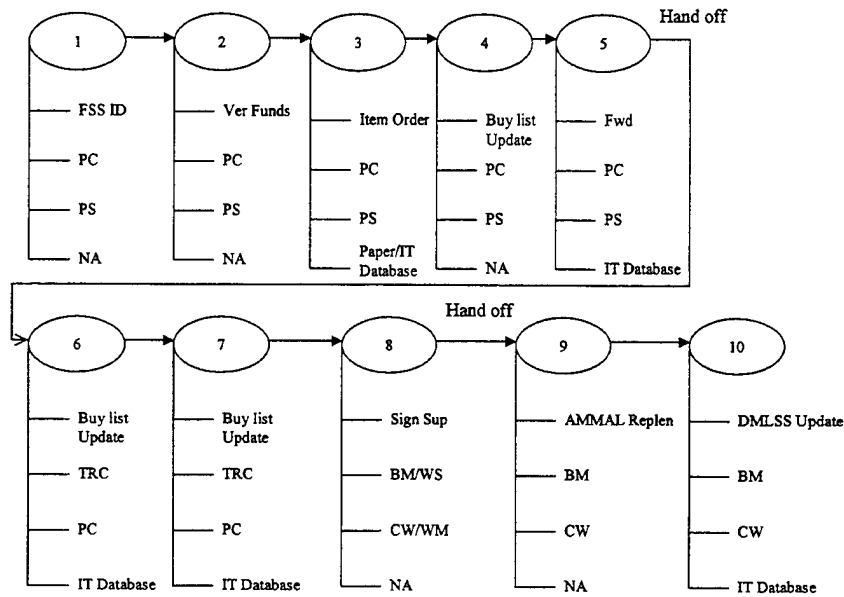 Hand off
1
2
3
4
5
FSS ID
PC
PS
NA
Ver Funds
PC
PS
NA
Item Order
PC
PS
Paper/IT
Database
Buy list
Update
PC
PS
NA
Fwd
PC
PS
IT Database
Hand off
6
7
8
9
10
Buy list
Update
TRC
PC
IT Database
Buy list
Update
TRC
PC
IT Database
Sign Sup
BM/WS
CW/WM
NA
AMMAL Replen
BM
CW
NA
DMLSS Update
BM
CW
IT Database